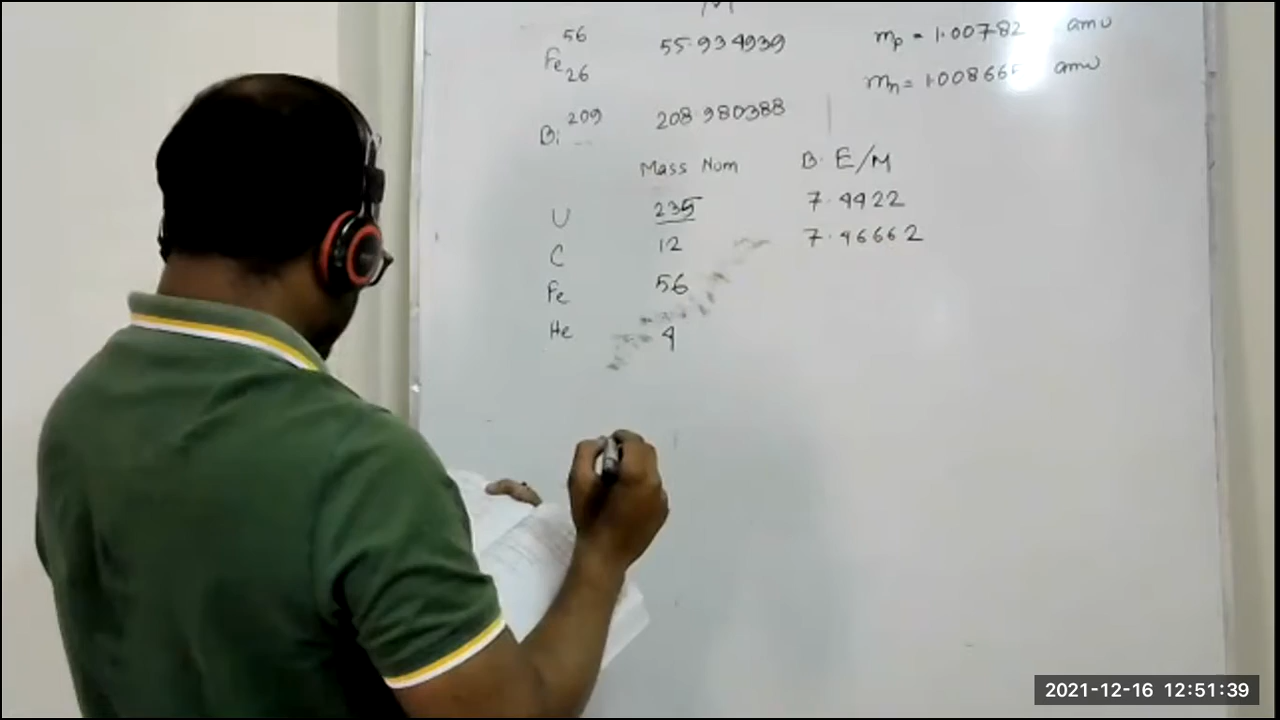 56
Fe 55.934939 mp = 1.00782 amu
26
mn = 1.00866 amu
209
Bi 208.980388
Mass Num B. E/M
U 235 7.4422
C 12 7.46662
Fe 56
He 4
2021-12-16 12:51:39